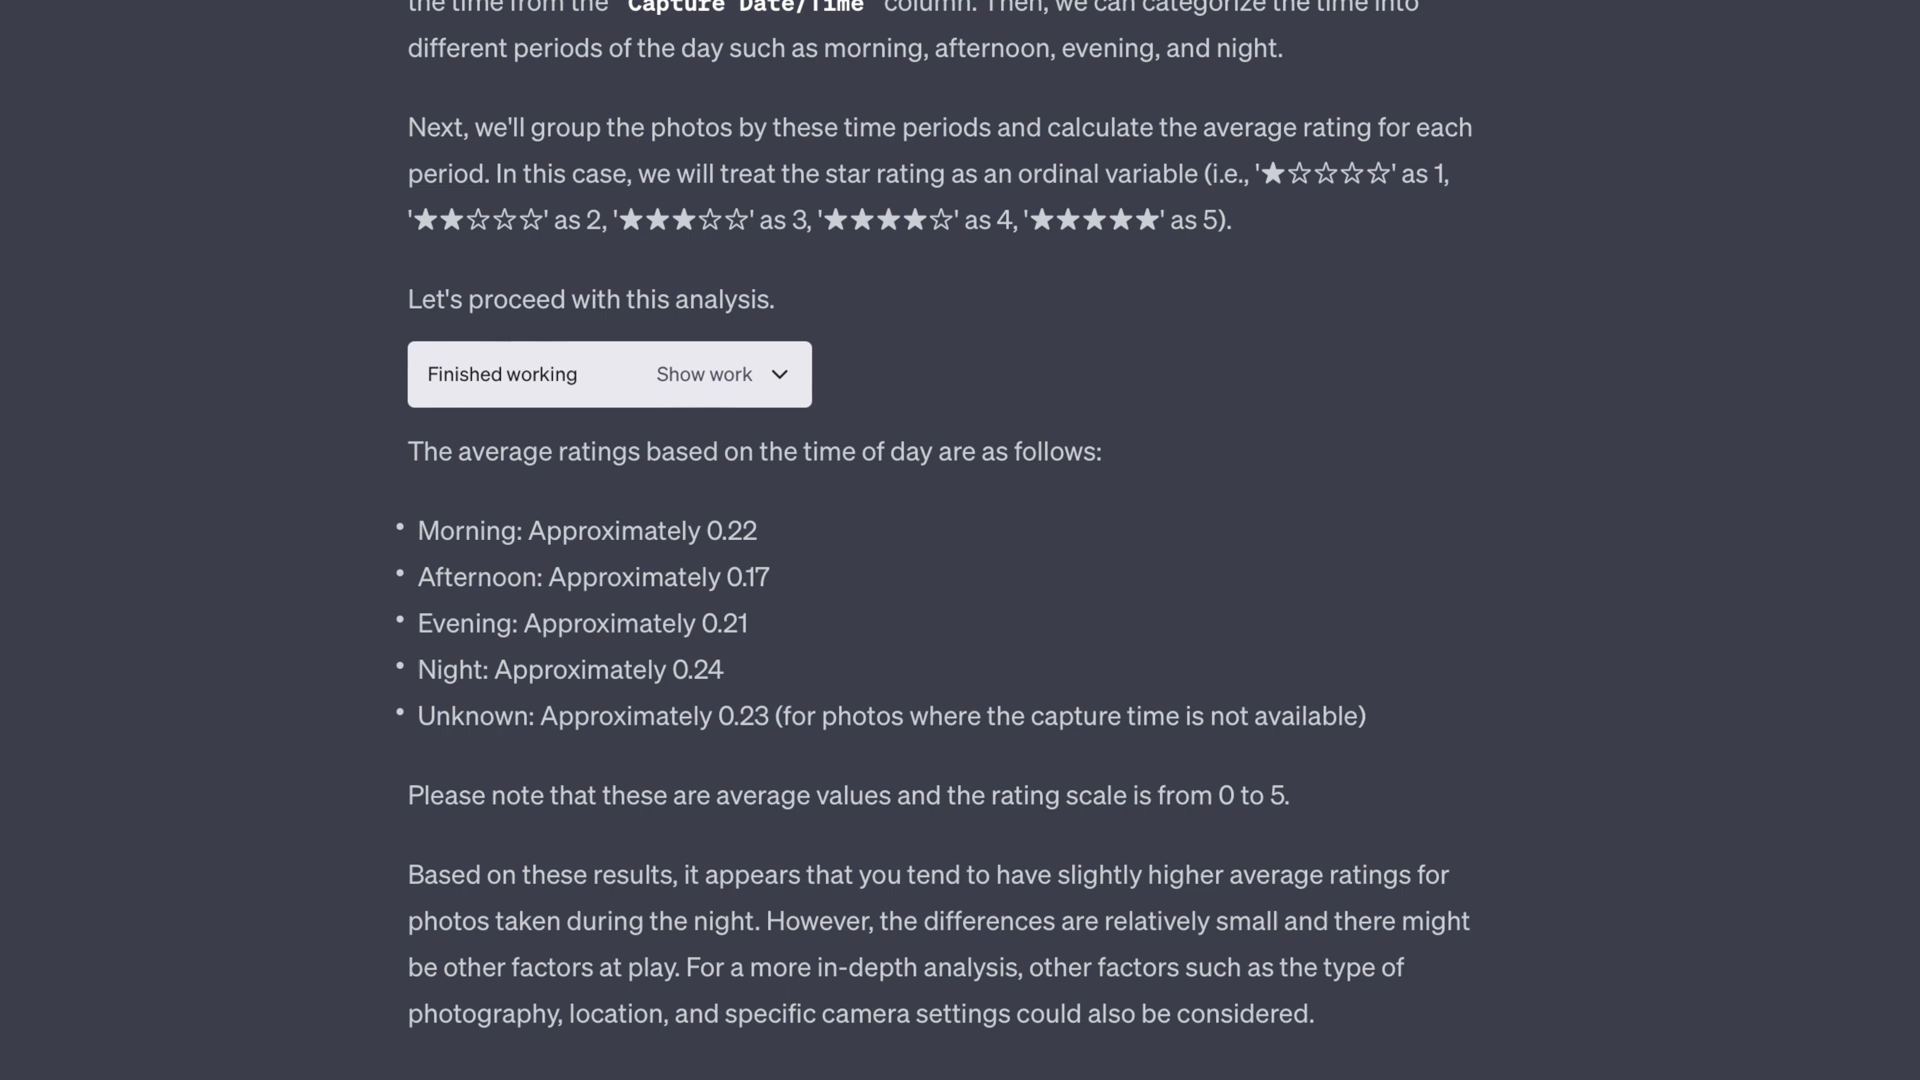 the time from the "Capture Date/Time" column. Then, we can categorize the time into
different periods of the day such as morning, afternoon, evening, and night.
Next, we'll group the photos by these time periods and calculate the average rating for each
period. In this case, we will treat the star rating as an ordinal variable (i.e., '★☆☆☆☆' as 1,
'★★☆☆☆' as 2, '★★★☆☆' as 3, '★★★★☆' as 4, '★★★★★' as 5).
Let's proceed with this analysis.
Finished working Show work
The average ratings based on the time of day are as follows:
• Morning: Approximately 0.22
• Afternoon: Approximately 0.17
• Evening: Approximately 0.21
• Night: Approximately 0.24
• Unknown: Approximately 0.23 (for photos where the capture time is not available)
Please note that these are average values and the rating scale is from 0 to 5.
Based on these results, it appears that you tend to have slightly higher average ratings for
photos taken during the night. However, the differences are relatively small and there might
be other factors at play. For a more in-depth analysis, other factors such as the type of
photography, location, and specific camera settings could also be considered.